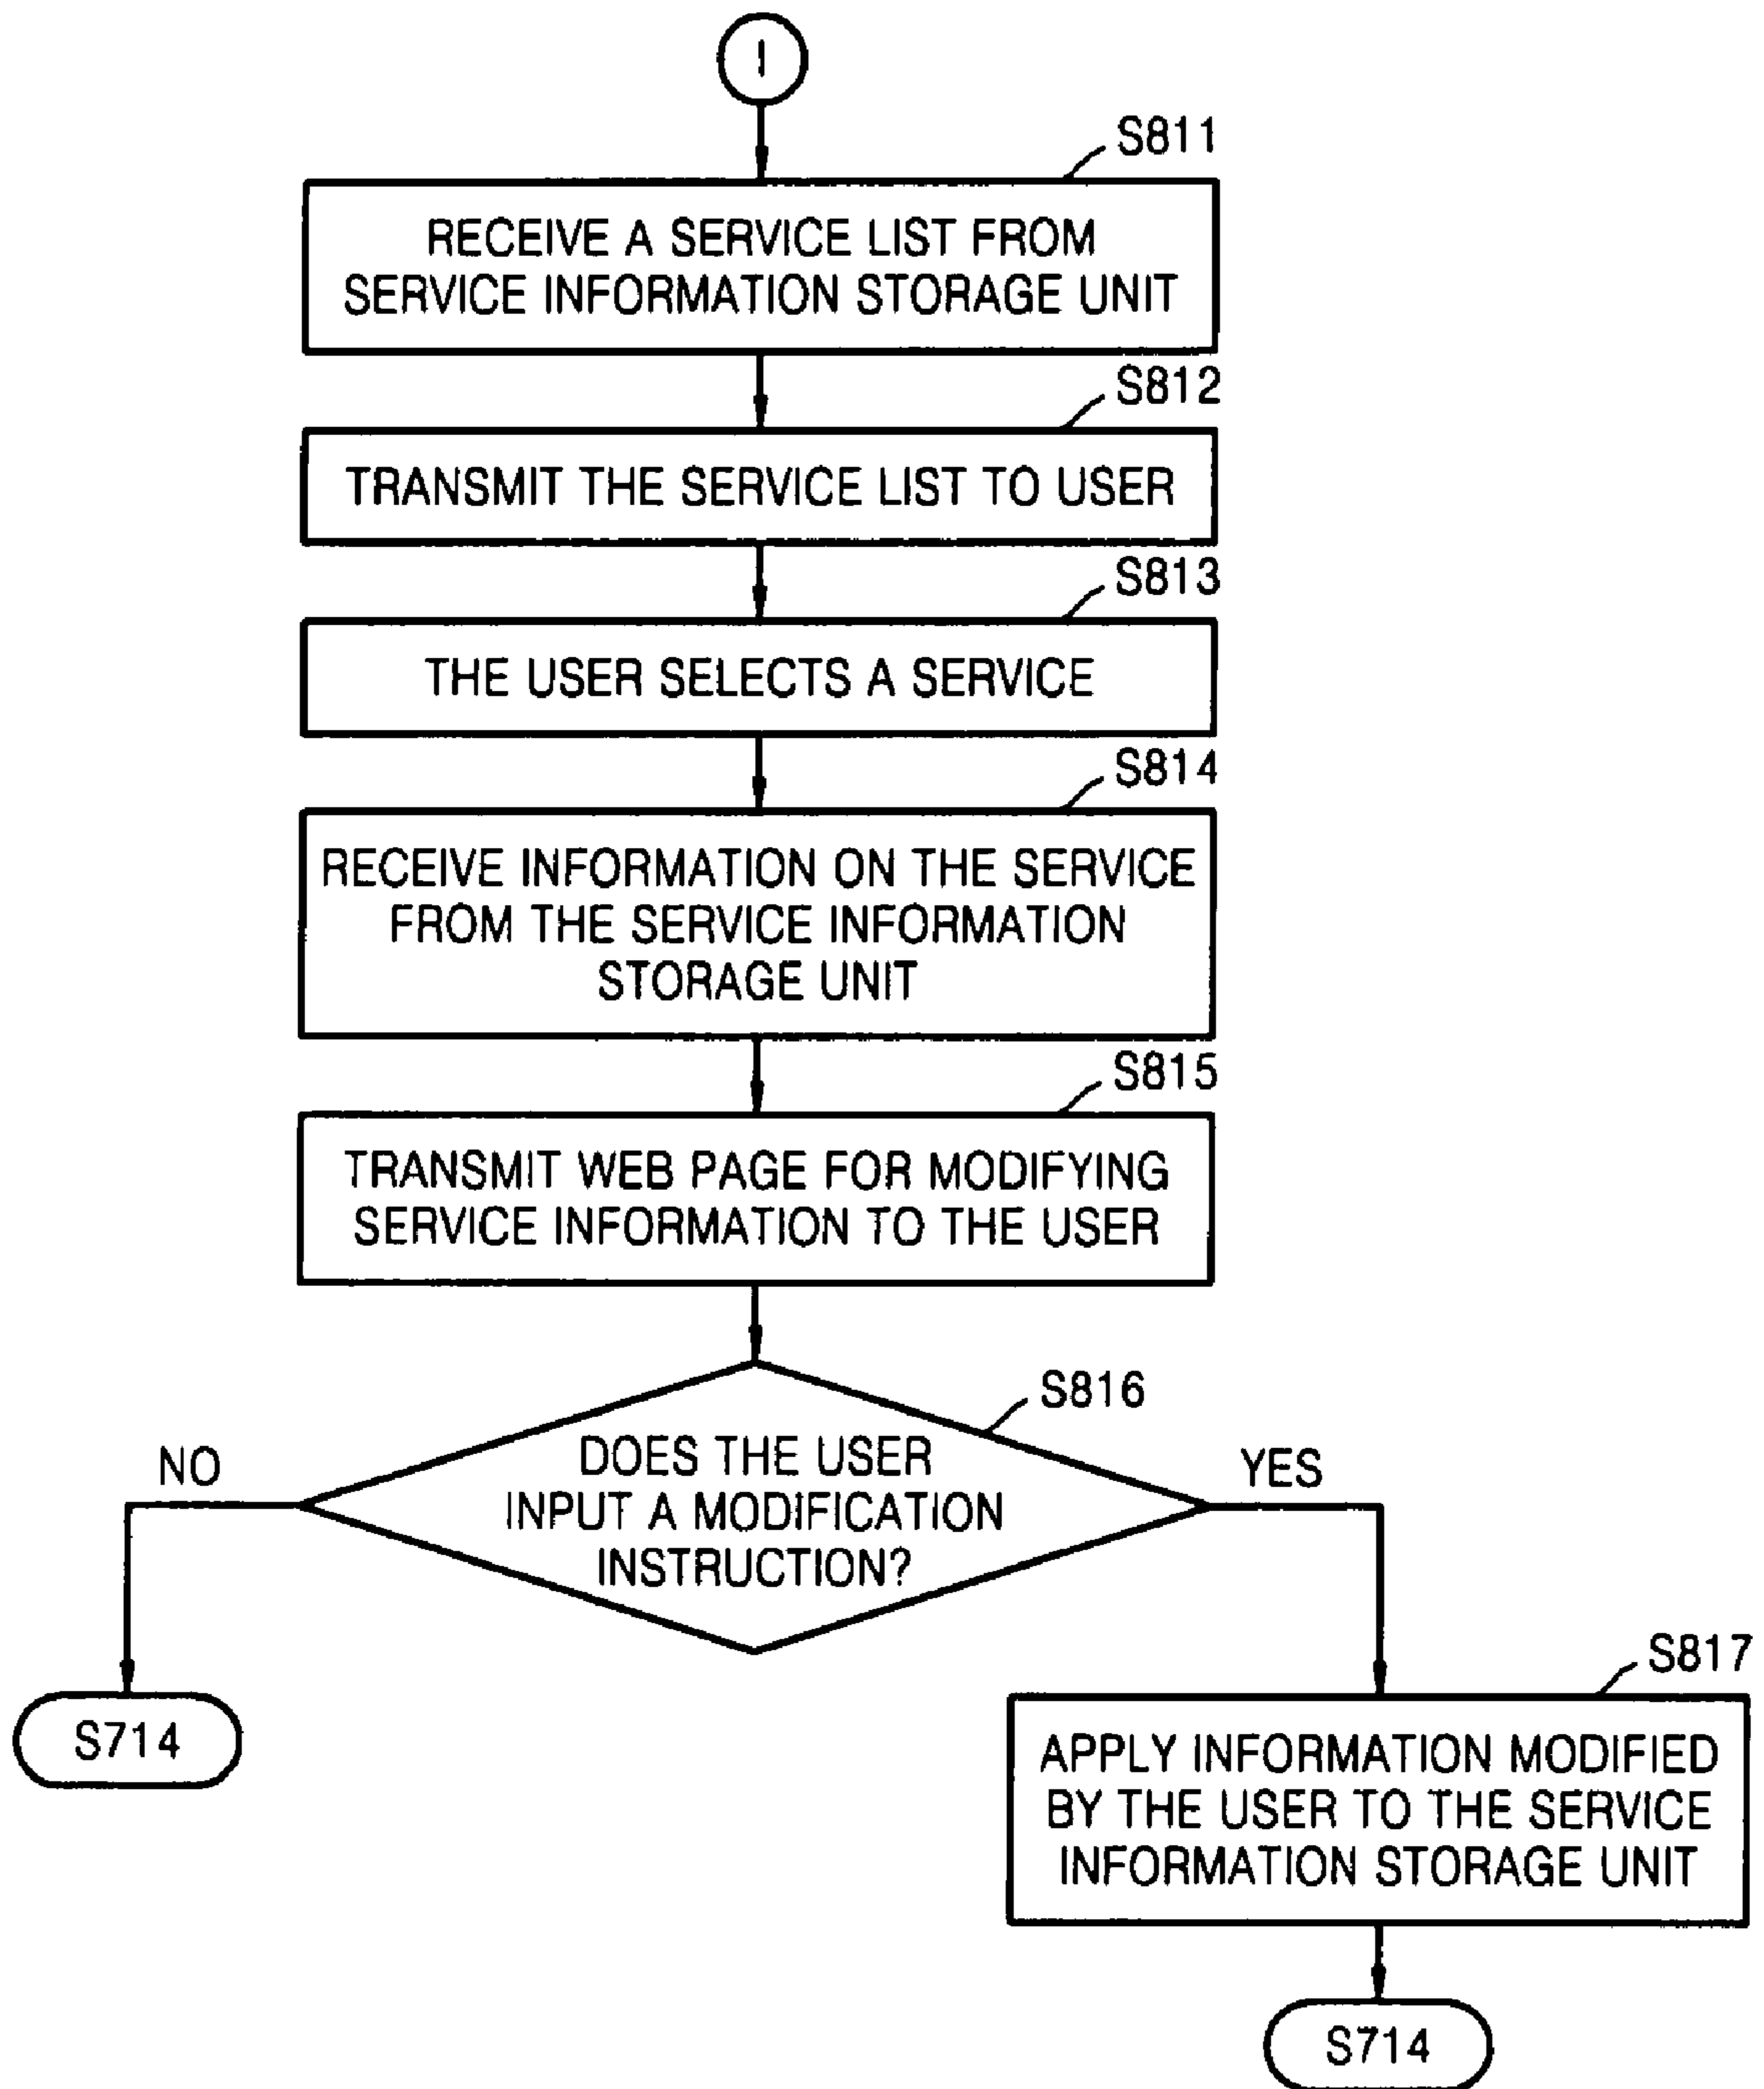 I
S811
RECEIVE A SERVICE LIST FROM
SERVICE INFORMATION STORAGE UNIT
S812
TRANSMIT THE SERVICE LIST TO USER
S813
THE USER SELECTS A SERVICE
S814
RECEIVE INFORMATION ON THE SERVICE
FROM THE SERVICE INFORMATION
STORAGE UNIT
S815
TRANSMIT WEB PAGE FOR MODIFYING
SERVICE INFORMATION TO THE USER
S816
DOES THE USER
INPUT A MODIFICATION
INSTRUCTION?
NO
YES
S714
S817
APPLY INFORMATION MODIFIED
BY THE USER TO THE SERVICE
INFORMATION STORAGE UNIT
S714